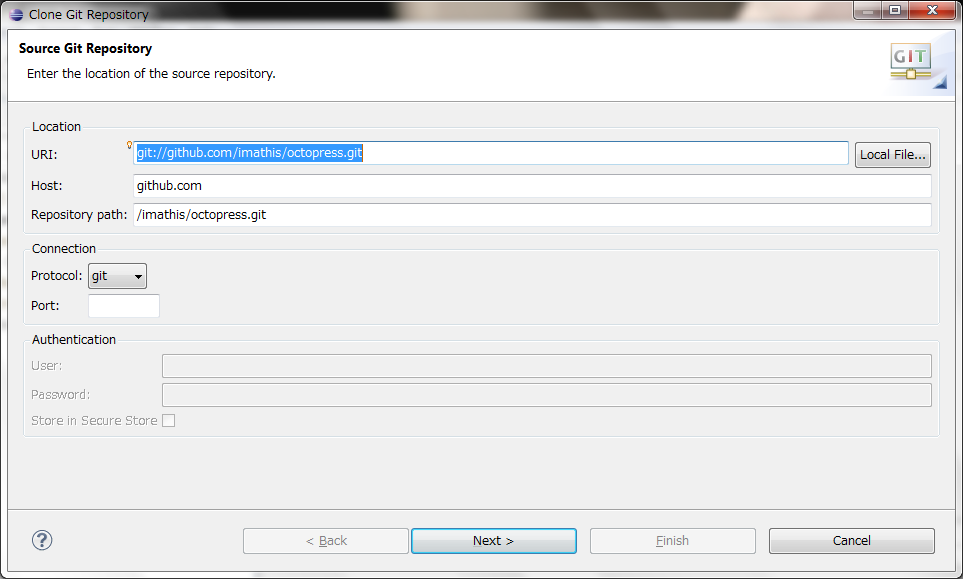 Clone Git Repository
Source Git Repository
Enter the location of the source repository.
GIT
Location
URI: git://github.com/imathis/octopress.git Local File...
Host: github.com
Repository path: /imathis/octopress.git
Connection
Protocol: git
Port:
Authentication
User:
Password:
Store in Secure Store
? < Back Next > Finish Cancel